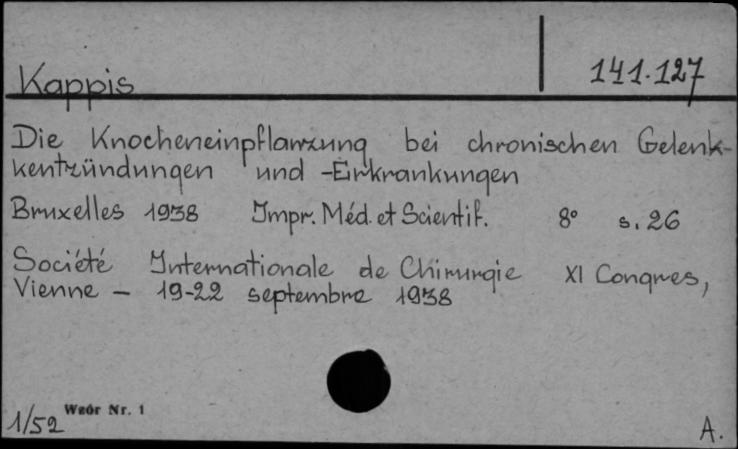 Kappis
141.127
Die Knocheneinpflanzung bei chronischen Gelenk-
kentzündungen und -Erkrankungen
Bruxelles 1938 Impr. Méd. et Scientif. 8° s. 26
Société Internationale de Chirurgie XI Congres,
Vienne - 19-22 septembre 1938
Wzór Nr. 1
1/52
A.